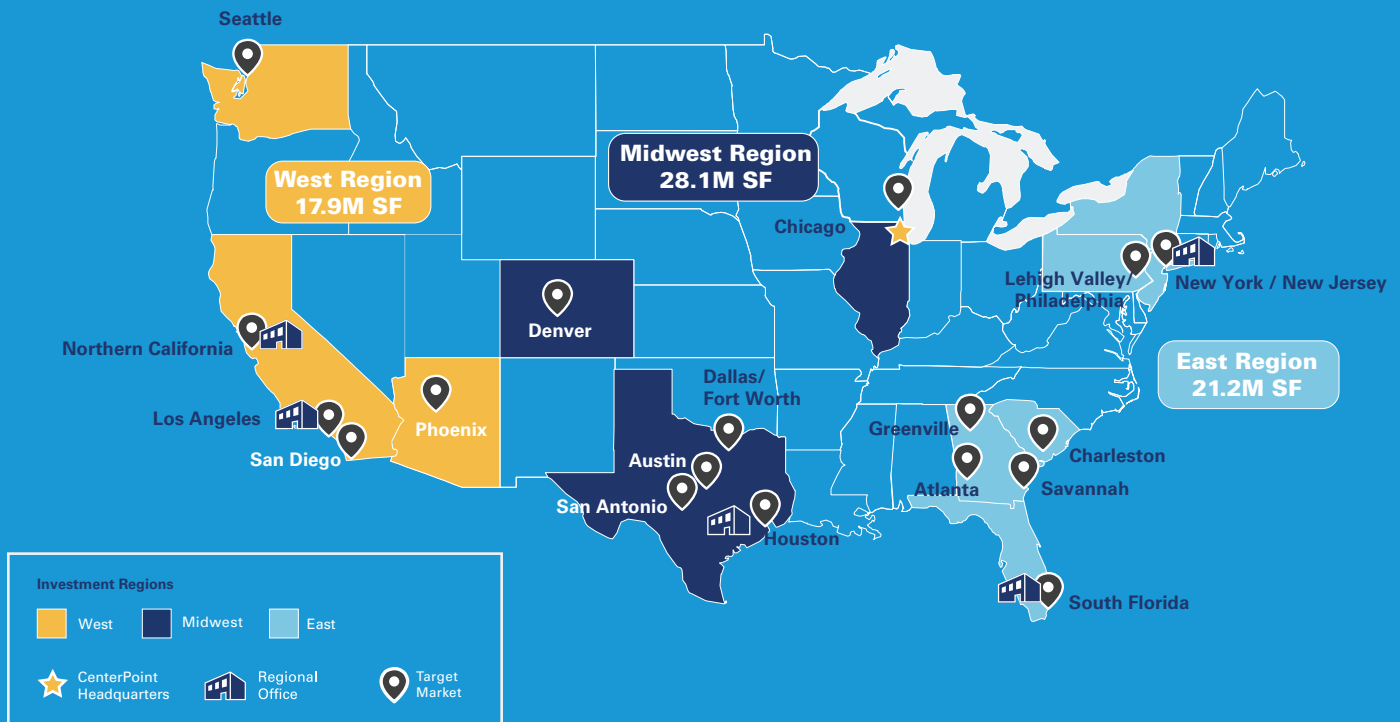 Seattle
Midwest Region
28.1M SF
West Region
17.9M SF
Chicago
Lehigh Valley/
Philadelphia
New York / New Jersey
Denver
Northern California
East Region
21.2M SF
Dallas/
Fort Worth
Los Angeles
Phoenix
San Diego
Greenville
Austin
Charleston
Atlanta
Savannah
San Antonio
Houston
South Florida
Investment Regions
West
Midwest
East
CenterPoint
Headquarters
Regional
Office
Target
Market